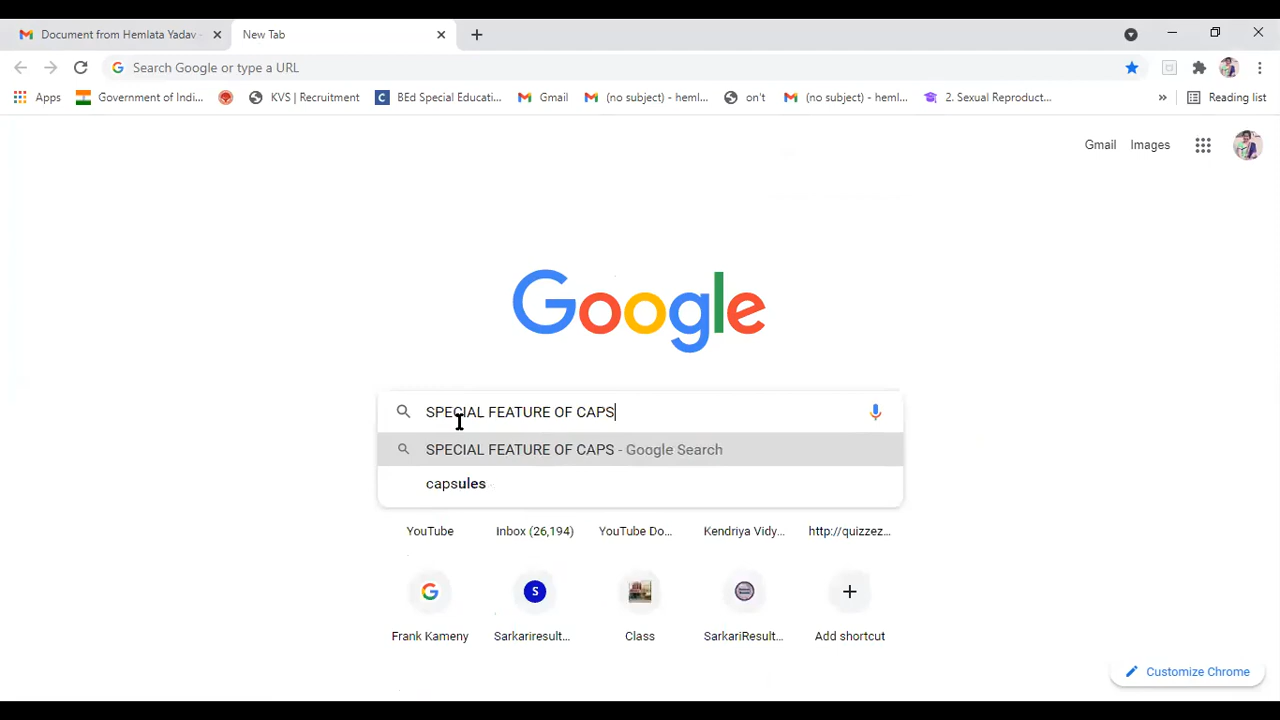 Document from Hemlata Yadav -
New Tab
Search Google or type a URL
Apps
Government of Indi...
KVS | Recruitment
BEd Special Educati...
Gmail
(no subject) - heml...
on't
(no subject) - heml...
2. Sexual Reproduct...
»
Reading list
Gmail
Images
Google
SPECIAL FEATURE OF CAPS
SPECIAL FEATURE OF CAPS - Google Search
capsules
YouTube
Inbox (26,194)
YouTube Do...
Kendriya Vidy...
http://quizzez...
Frank Kameny
Sarkariresult...
Class
SarkariResult...
Add shortcut
Customize Chrome